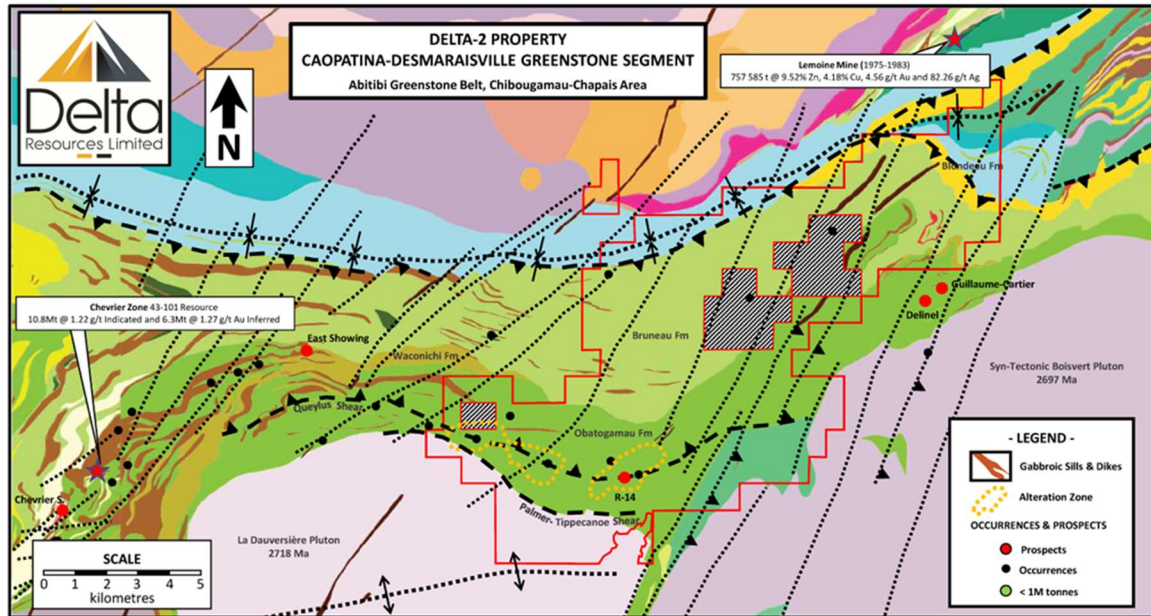 Delta
Resources Limited
N
DELTA-2 PROPERTY
CAOPATINA-DESMARAISVILLE GREENSTONE SEGMENT
Abitibi Greenstone Belt, Chibougamau-Chapais Area
Lemoine Mine (1975-1983)
757 585 t @ 9.52% Zn, 4.18% Cu, 4.56 g/t Au and 82.26 g/t Ag
Blondeau Fm
Chevrier Zone 43-101 Resource
10.8Mt @ 1.22 g/t Indicated and 6.3Mt @ 1.27 g/t Au Inferred
Guillaume-Cartier
Delinel
East Showing
Bruneau Fm
Waconichi Fm
Syn-Tectonic Boisvert Pluton
2697 Ma
Queylus Shear
Obatogamau Fm
R-14
Chevrier S.
Palmer-Tippecanoe Shear
La Dauversière Pluton
2718 Ma
SCALE
0 1 2 3 4 5
kilometres
- LEGEND -
Gabbroic Sills & Dikes
Alteration Zone
OCCURRENCES & PROSPECTS
Prospects
Occurrences
< 1M tonnes